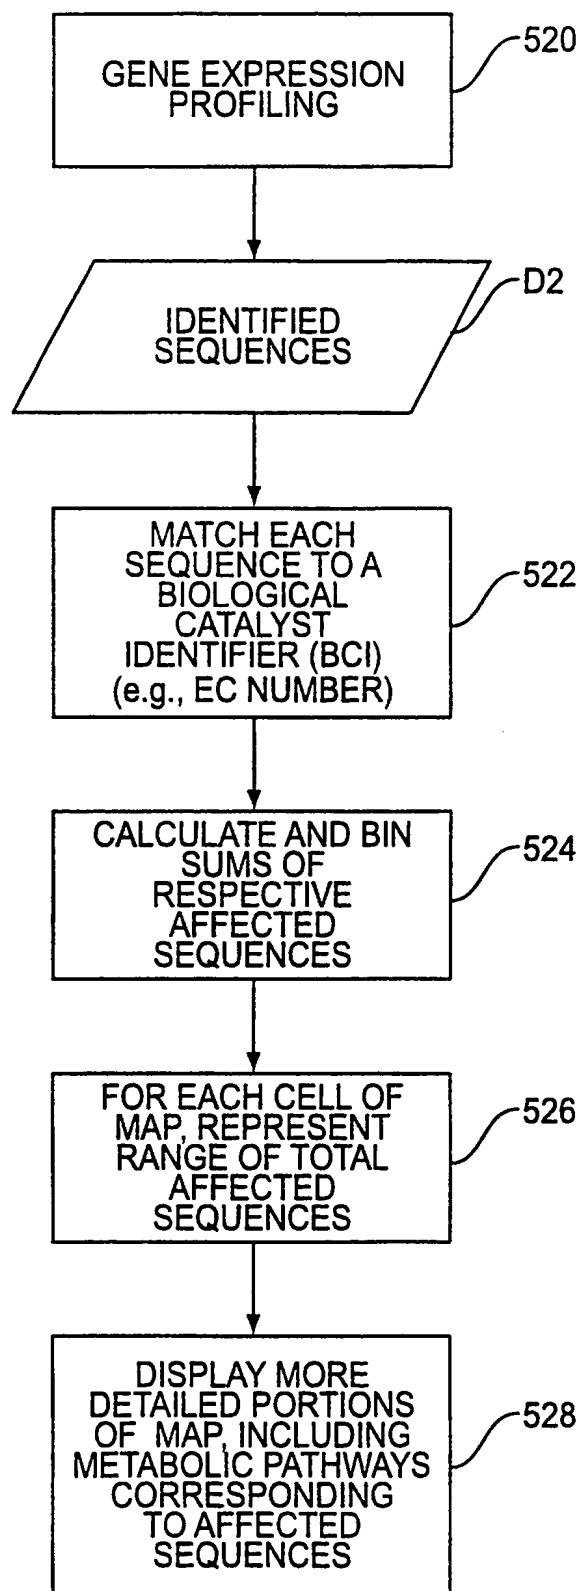 520
GENE EXPRESSION
PROFILING
D2
IDENTIFIED
SEQUENCES
522
MATCH EACH
SEQUENCE TO A
BIOLOGICAL
CATALYST
IDENTIFIER (BCI)
(e.g., EC NUMBER)
524
CALCULATE AND BIN
SUMS OF
RESPECTIVE
AFFECTED
SEQUENCES
526
FOR EACH CELL OF
MAP, REPRESENT
RANGE OF TOTAL
AFFECTED
SEQUENCES
528
DISPLAY MORE
DETAILED PORTIONS
OF MAP, INCLUDING
METABOLIC PATHWAYS
CORRESPONDING
TO AFFECTED
SEQUENCES